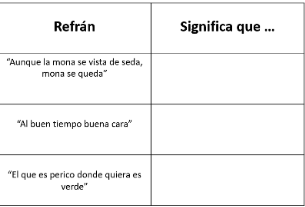 Refrán
Significa que ...
"Aunque la mona se vista de seda,
mona se queda"
"Al buen tiempo buena cara"
"El que es perico donde quiera es
verde"